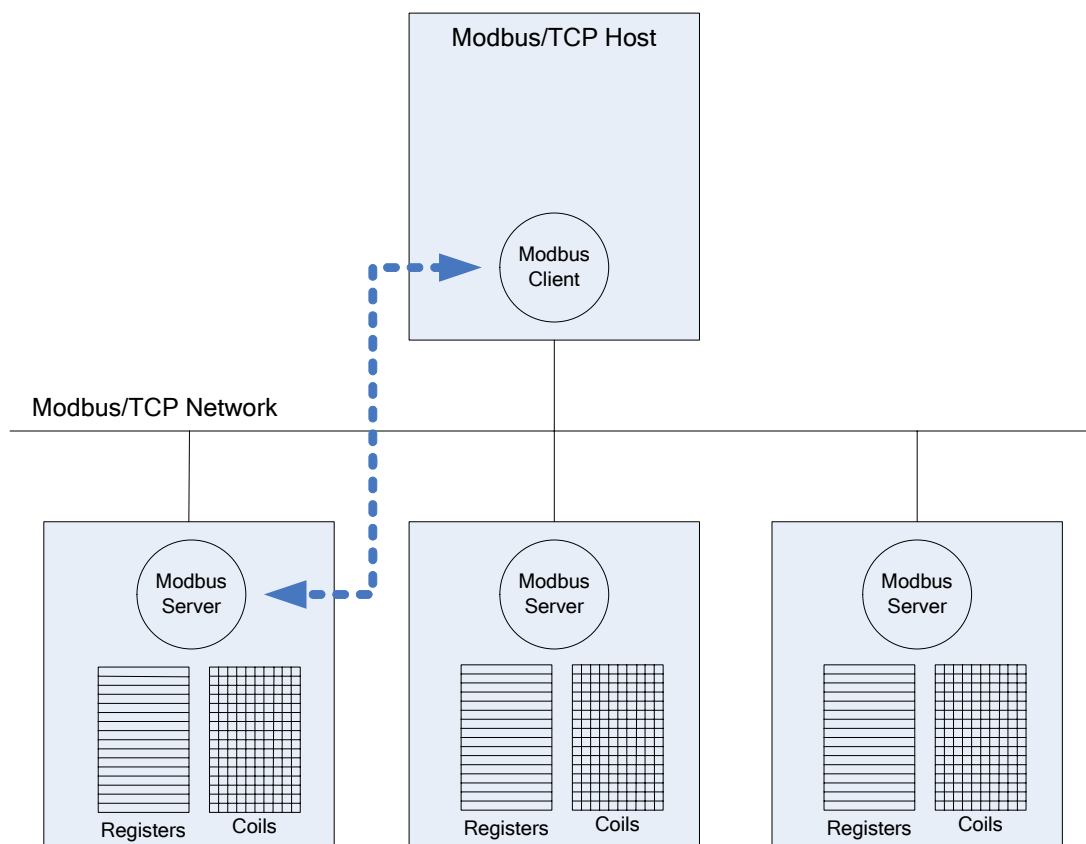 Modbus/TCP Host
Modbus
Client
Modbus/TCP Network
Modbus
Server
Modbus
Server
Modbus
Server
Registers
Coils
Registers
Coils
Registers
Coils